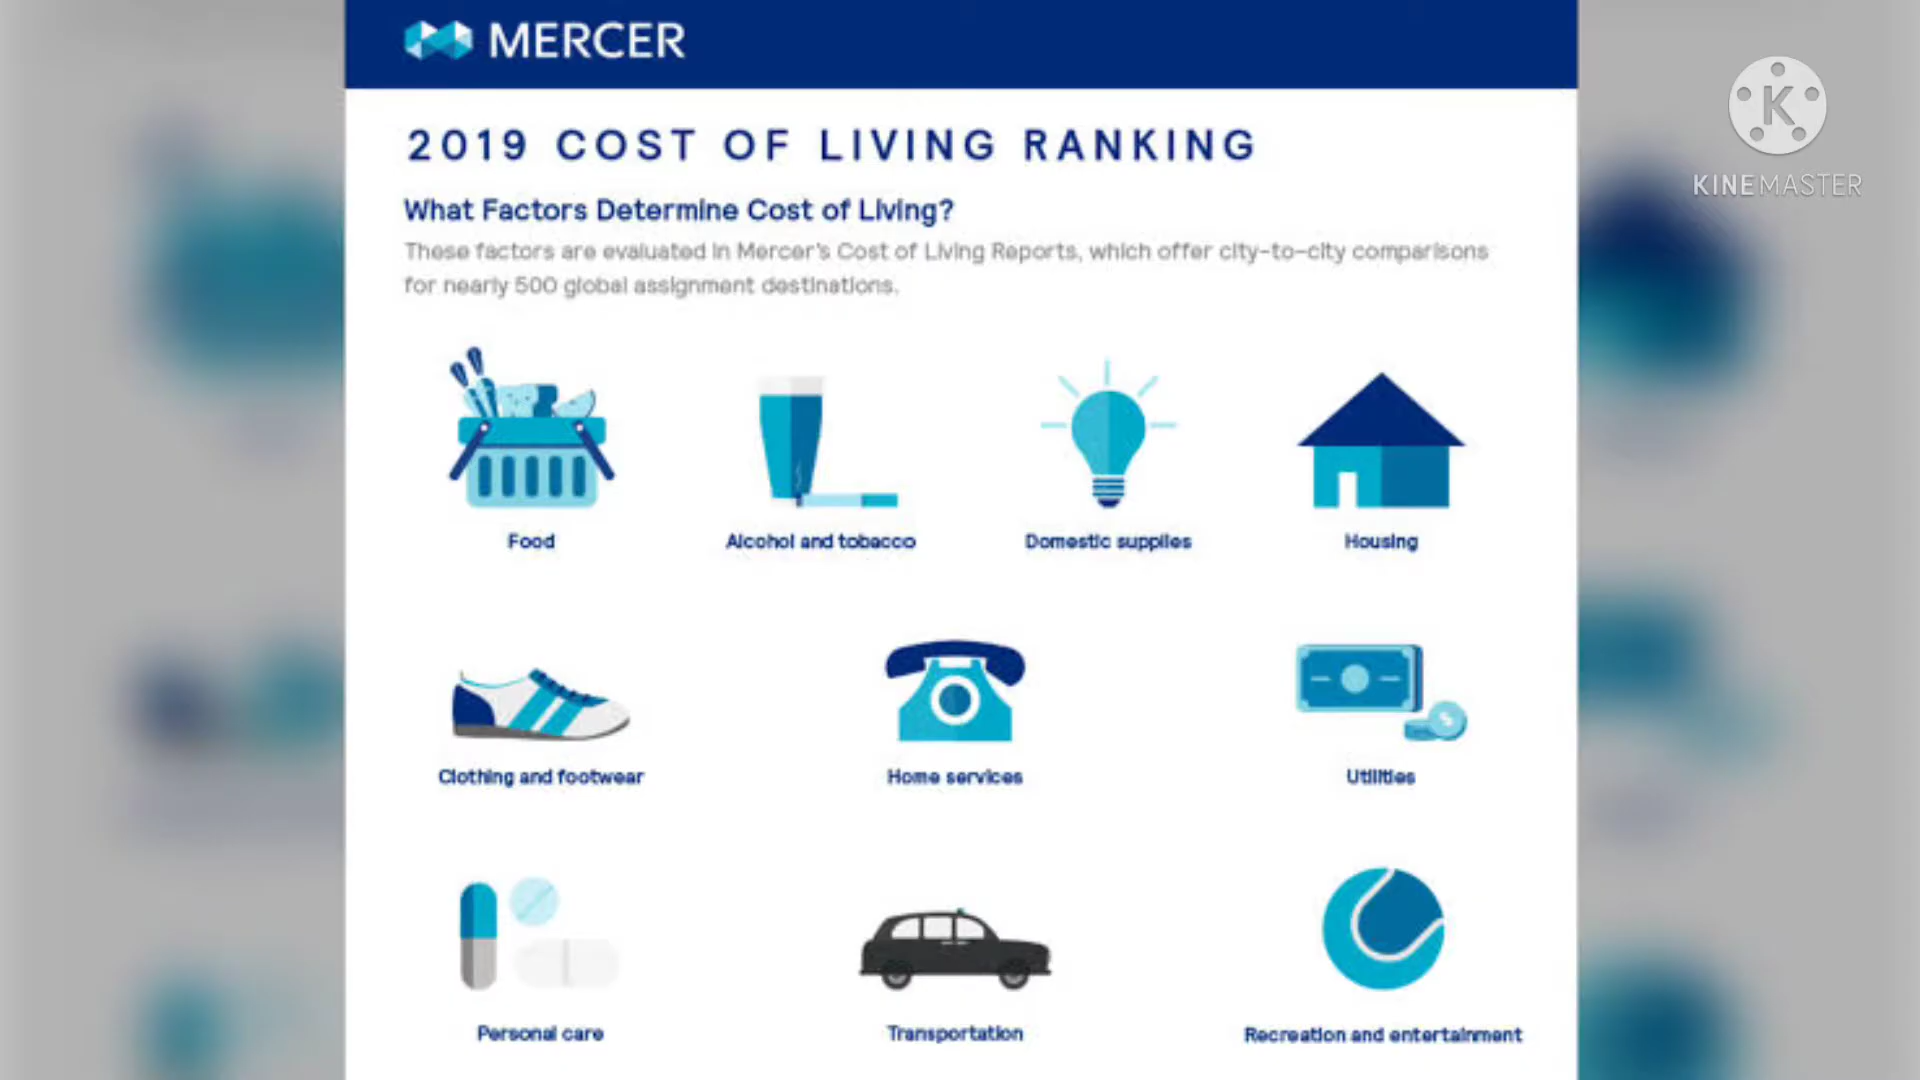 MERCER
2019 COST OF LIVING RANKING
What Factors Determine Cost of Living?
These factors are evaluated in Mercer's Cost of Living Reports, which offer city-to-city comparisons
for nearly 500 global assignment destinations.
Food
Alcohol and tobacco
Domestic supplies
Housing
Clothing and footwear
Home services
$
Utilities
Personal care
Transportation
Recreation and entertainment
K
KINEMASTER